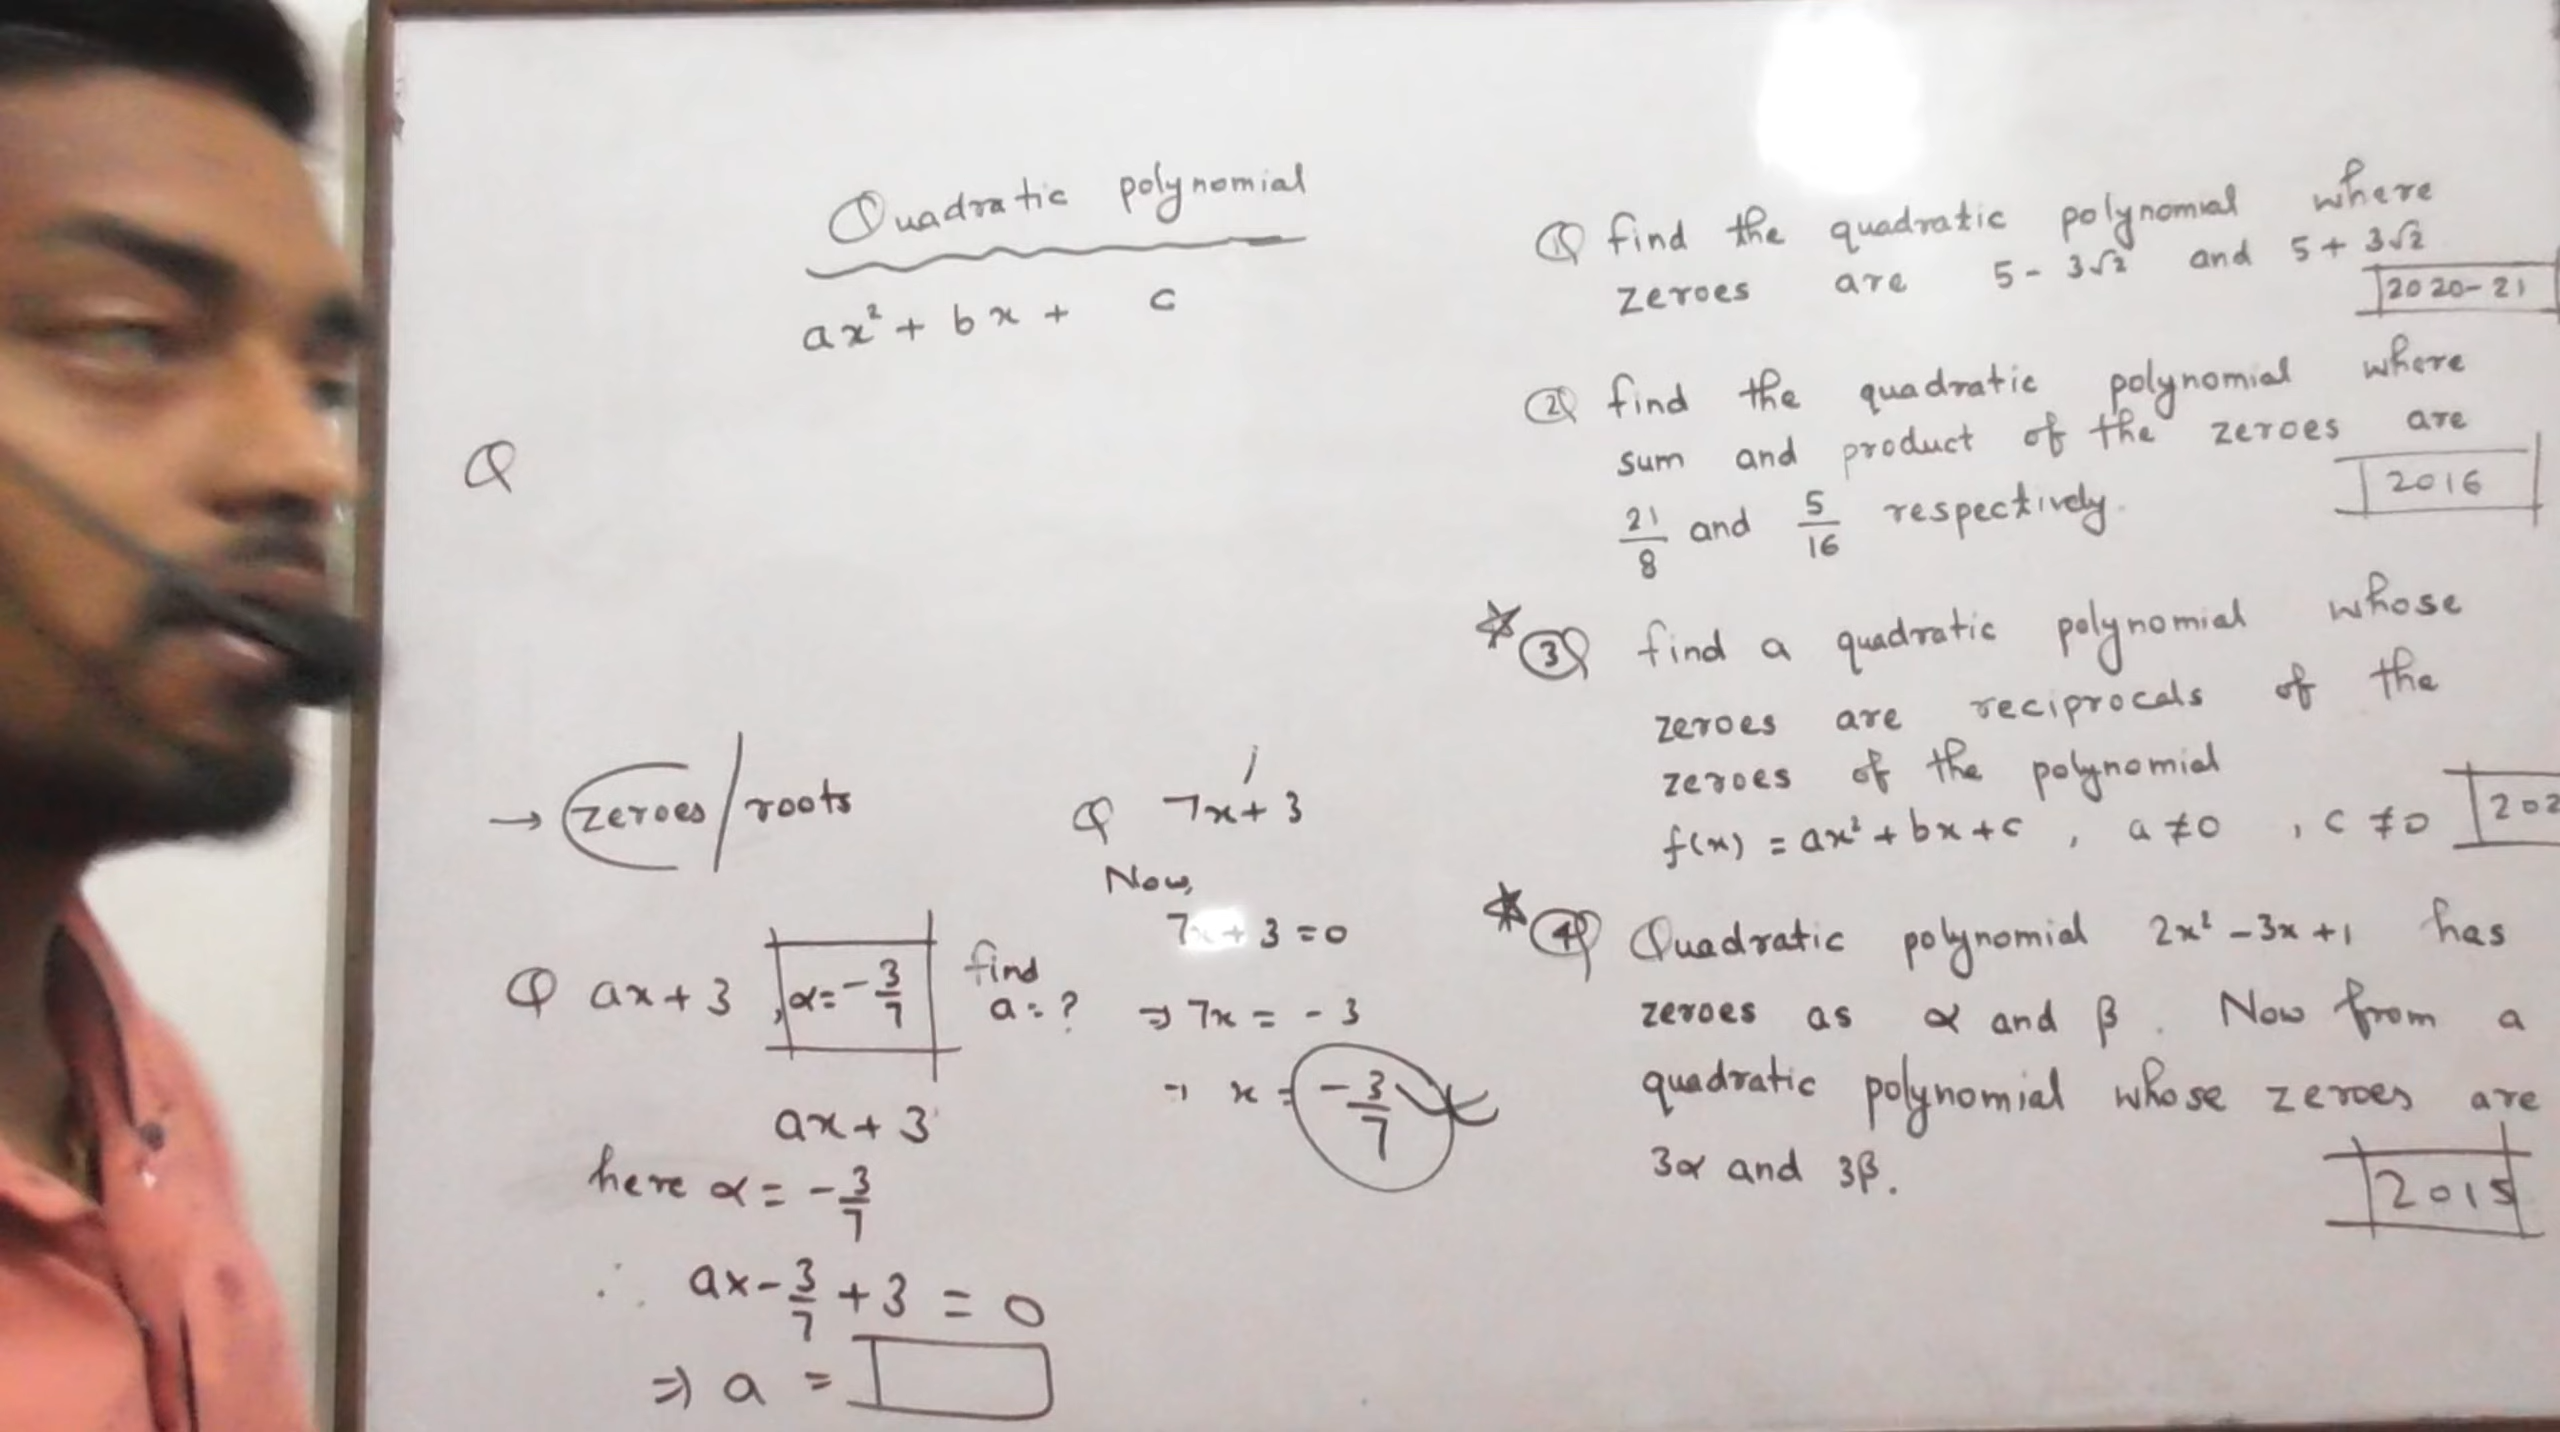 Quadratic polynomial
ax² + bx + c
Q
→ zeroes / roots
Q ax + 3 , α = -3/7 find a = ?
ax + 3
here α = -3/7
∴ a x -3/7 + 3 = 0
⇒ a =
Q 7x + 3
Now,
7x + 3 = 0
⇒ 7x = - 3
⇒ x = -3/7
Q1 find the quadratic polynomial where
zeroes are 5 - 3√2 and 5 + 3√2
2020-21
Q2 find the quadratic polynomial where
sum and product of the zeroes are
21/8 and 5/16 respectively.
2016
Q3 find a quadratic polynomial whose
zeroes are reciprocals of the
zeroes of the polynomial
f(x) = ax² + bx + c , a ≠ 0 , c ≠ 0
Q4 Quadratic polynomial 2x² - 3x + 1 has
zeroes as α and β . Now from a
quadratic polynomial whose zeroes are
3α and 3β.
2015